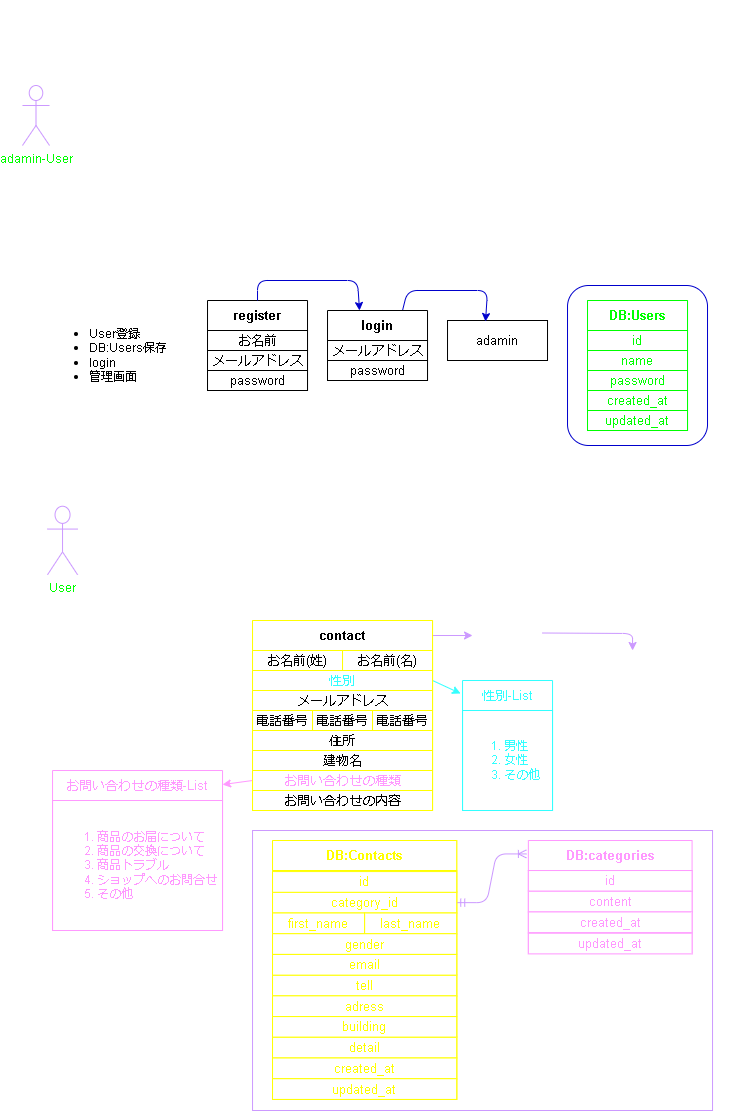 adamin-User
User登録
DB:Users保存
login
管理画面
register
お名前
メールアドレス
password
login
メールアドレス
password
adamin
DB:Users
id
name
password
created_at
updated_at
User
contact
お名前(姓) お名前(名)
性別
メールアドレス
電話番号 電話番号 電話番号
住所
建物名
お問い合わせの種類
お問い合わせの内容
性別-List
1. 男性
2. 女性
3. その他
お問い合わせの種類-List
1. 商品のお届について
2. 商品の交換について
3. 商品トラブル
4. ショップへのお問合せ
5. その他
DB:Contacts
id
category_id
first_name last_name
gender
email
tell
adress
building
detail
created_at
updated_at
DB:categories
id
content
created_at
updated_at